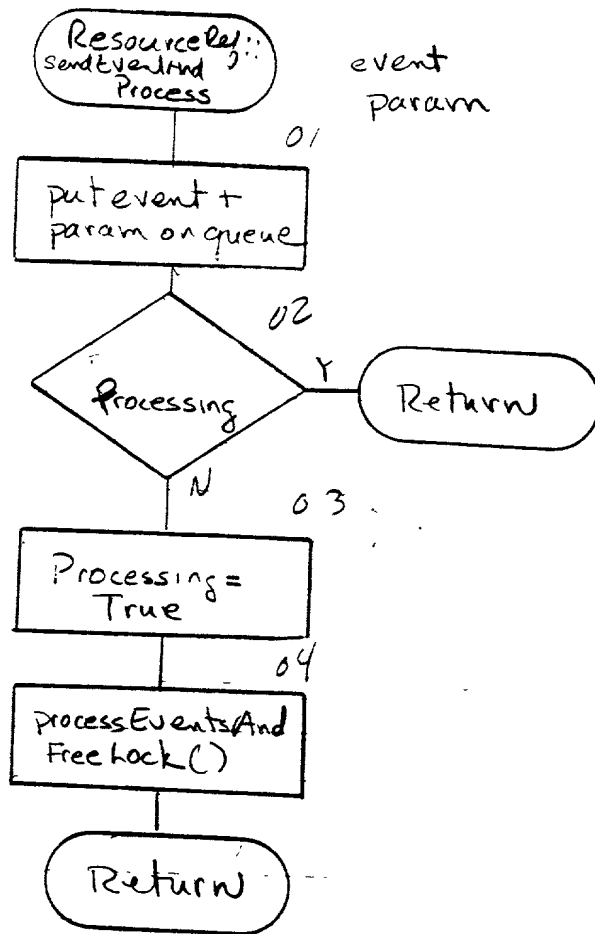 ResourceRef::
sendEventAnd
Process
event
param
01
put event +
param on queue
02
Processing
Y
Return
N
03
Processing =
True
04
processEventsAnd
FreeLock()
Return